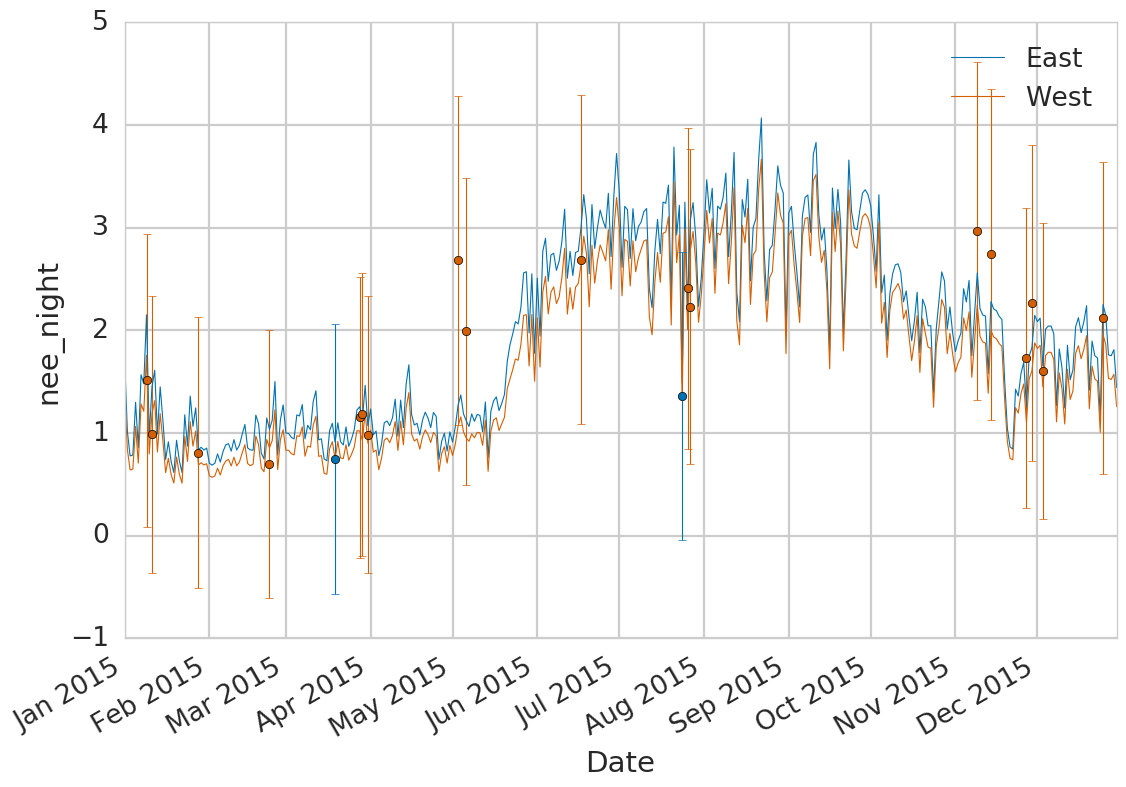 5
4
3
2
1
0
−1
nee_night
East
West
Jan 2015
Feb 2015
Mar 2015
Apr 2015
May 2015
Jun 2015
Jul 2015
Aug 2015
Sep 2015
Oct 2015
Nov 2015
Dec 2015
Date